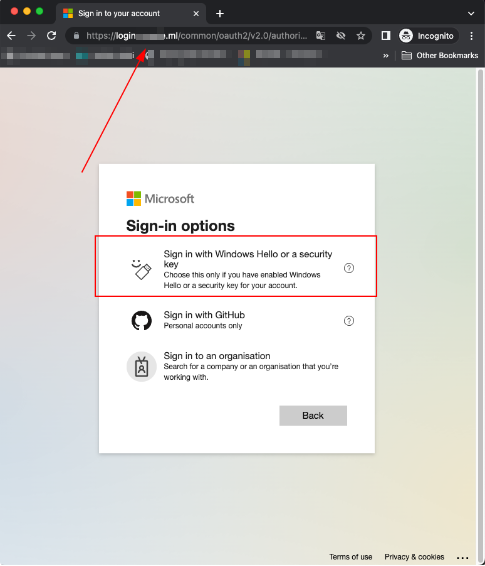 Sign in to your account
https://login .ml/common/oauth2/v2.0/authori...
Incognito
» Other Bookmarks
Microsoft
Sign-in options
Sign in with Windows Hello or a security
key
Choose this only if you have enabled Windows
Hello or a security key for your account.
Sign in with GitHub
Personal accounts only
Sign in to an organisation
Search for a company or an organisation that you're
working with.
Back
Terms of use Privacy & cookies ...